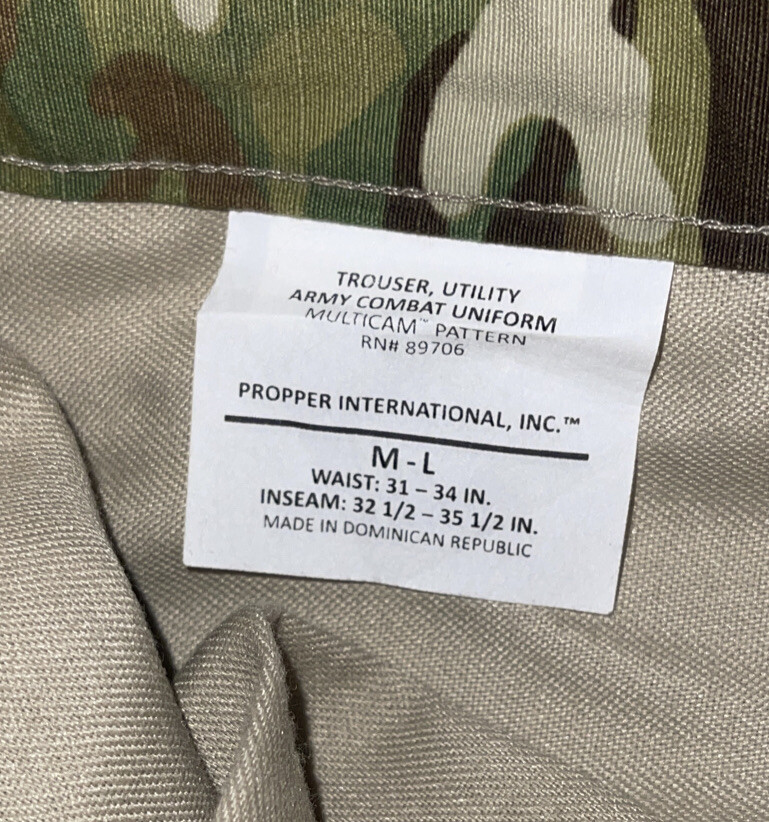 TROUSER, UTILITY
ARMY COMBAT UNIFORM
MULTICAM™ PATTERN
RN# 89706
PROPPER INTERNATIONAL, INC.™
M - L
WAIST: 31 – 34 IN.
INSEAM: 32 1/2 – 35 1/2 IN.
MADE IN DOMINICAN REPUBLIC